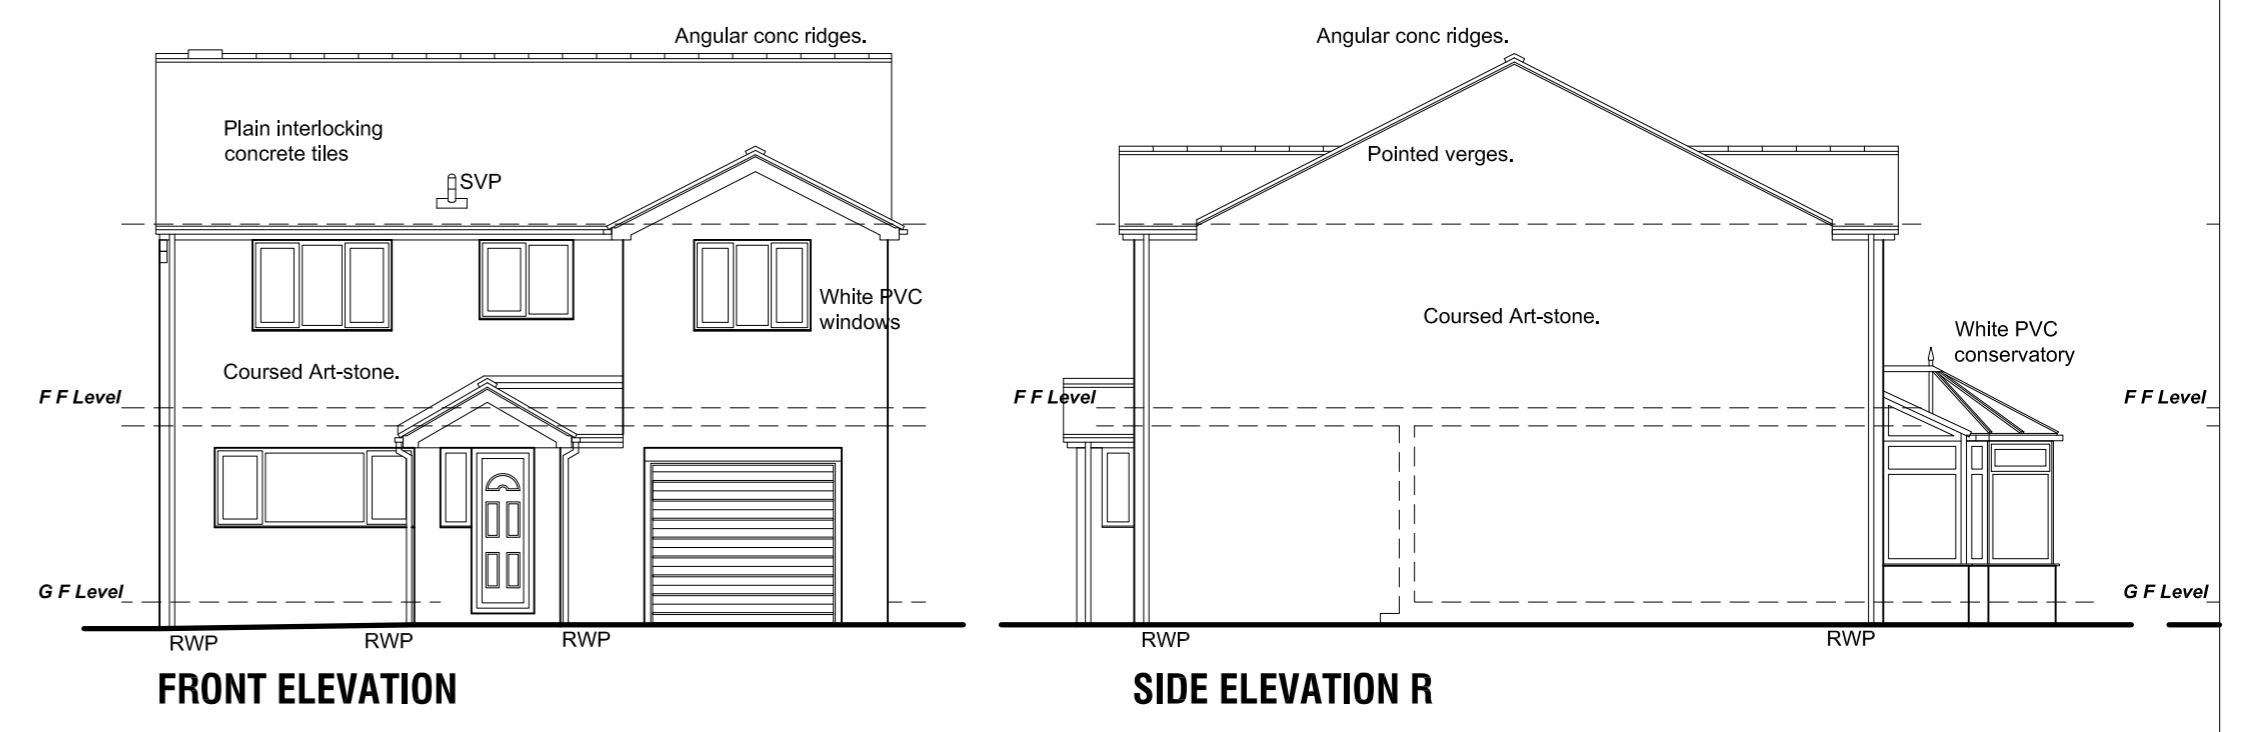 Angular conc ridges.
Plain interlocking
concrete tiles
SVP
White PVC
windows
Coursed Art-stone.
F F Level
G F Level
RWP
RWP
RWP
FRONT ELEVATION
Angular conc ridges.
Pointed verges.
Coursed Art-stone.
White PVC
conservatory
F F Level
F F Level
G F Level
RWP
RWP
SIDE ELEVATION R